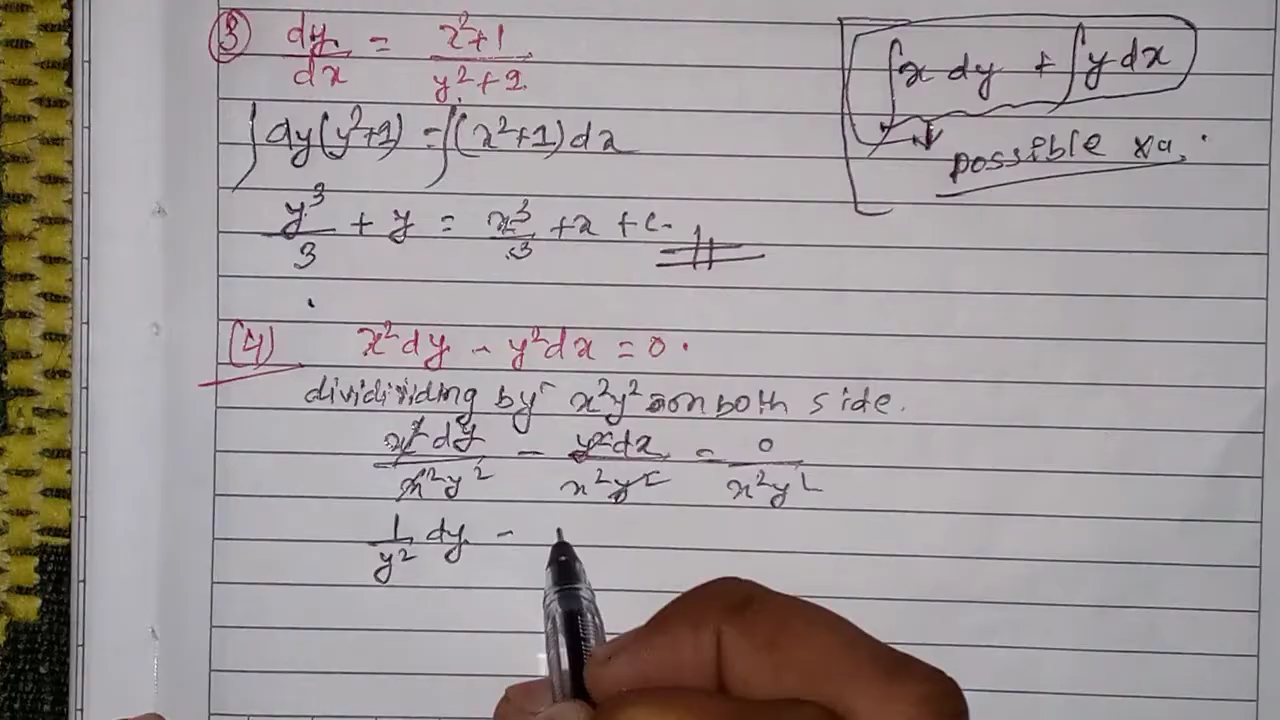 ③ dy/dx = x²+1/y²+1
∫dy(y²+1) = ∫(x²+1)dx
y³/3 + y = x³/3 + x + c.
∫x dy + ∫y dx
possible xa.
(4) x²dy - y²dx = 0.
dividividing by x²y² on both side.
x²dy/x²y² - y²dx/x²y² = 0/x²y²
1/y² dy -